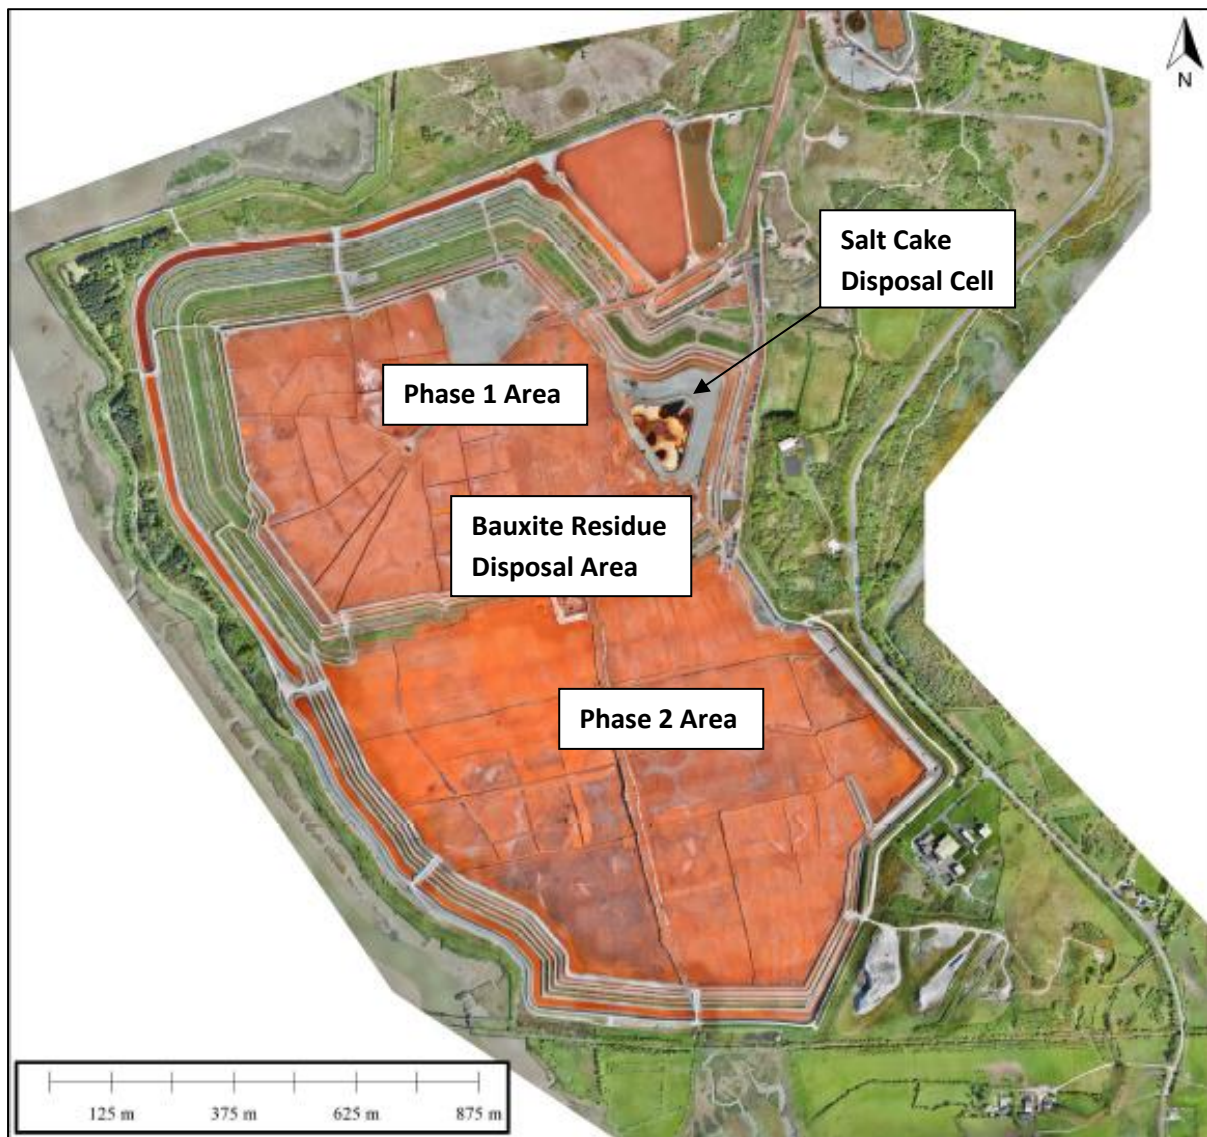 N
Salt Cake
Disposal Cell
Phase 1 Area
Bauxite Residue
Disposal Area
Phase 2 Area
125 m 375 m 625 m 875 m